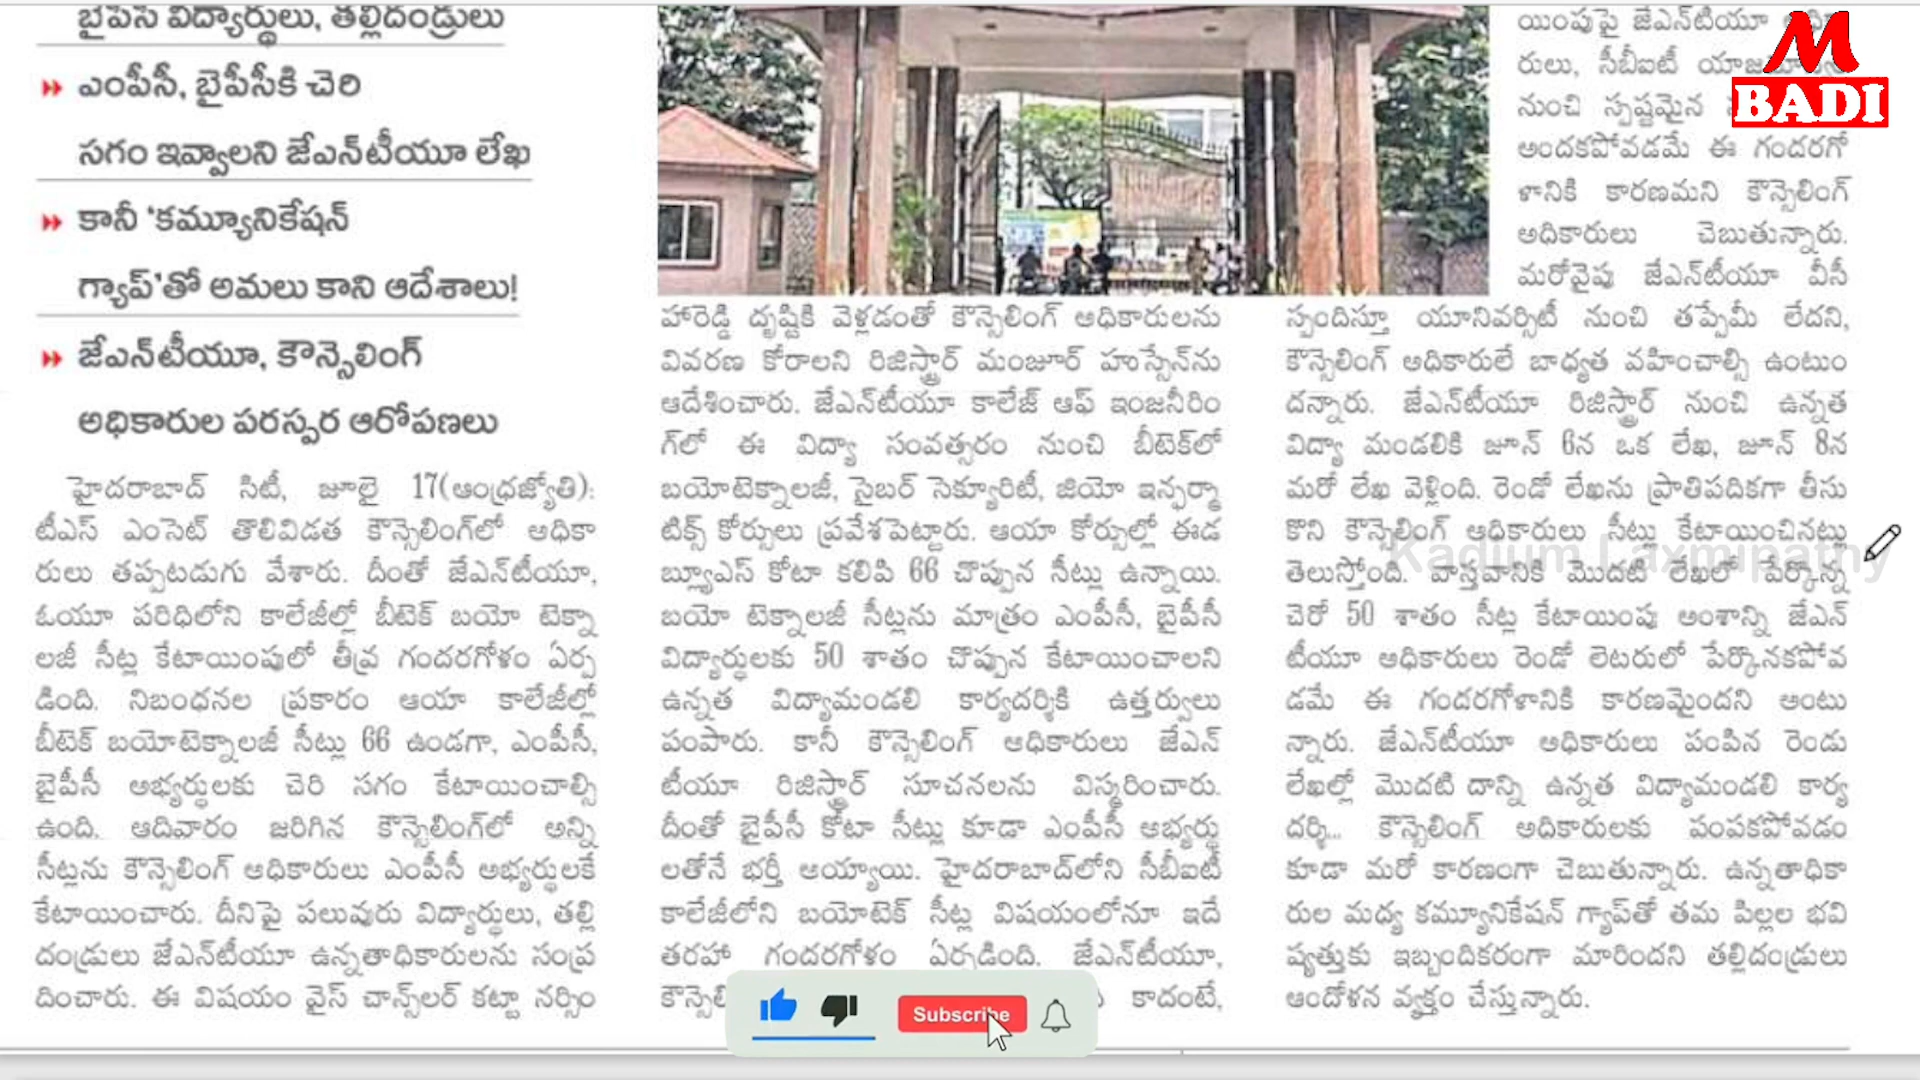 బైపీసీ విద్యార్థులు, తల్లిదండ్రులు
ఎంపీసీ, బైపీసీకి చెరి
సగం ఇవ్వాలని జేఎన్‌టీయూ లేఖ
కానీ ‘కమ్యూనికేషన్
గ్యాప్’తో అమలు కాని ఆదేశాలు!
జేఎన్‌టీయూ, కౌన్సెలింగ్
అధికారుల పరస్పర ఆరోపణలు
హైదరాబాద్ సిటీ, జూలై 17(ఆంధ్రజ్యోతి):
టీఎస్ ఎంసెట్ తొలివిడత కౌన్సెలింగ్‌లో అధికా
రులు తప్పటడుగు వేశారు. దీంతో జేఎన్‌టీయూ,
ఓయూ పరిధిలోని కాలేజీల్లో బీటెక్ బయో టెక్నా
లజీ సీట్ల కేటాయింపులో తీవ్ర గందరగోళం ఏర్ప
డింది. నిబంధనల ప్రకారం ఆయా కాలేజీల్లో
బీటెక్ బయోటెక్నాలజీ సీట్లు 66 ఉండగా, ఎంపీసీ,
బైపీసీ అభ్యర్థులకు చెరి సగం కేటాయించాల్సి
ఉంది. ఆదివారం జరిగిన కౌన్సెలింగ్‌లో అన్ని
సీట్లను కౌన్సెలింగ్ అధికారులు ఎంపీసీ అభ్యర్థులకే
కేటాయించారు. దీనిపై పలువురు విద్యార్థులు, తల్లి
దండ్రులు జేఎన్‌టీయూ ఉన్నతాధికారులను సంప్ర
దించారు. ఈ విషయం వైస్ చాన్స్‌లర్ కట్టా నర్సిం
హారెడ్డి దృష్టికి వెళ్లడంతో కౌన్సెలింగ్ అధికారులను
వివరణ కోరాలని రిజిస్ట్రార్ మంజూర్ హుస్సేన్‌ను
ఆదేశించారు. జేఎన్‌టీయూ కాలేజ్ ఆఫ్ ఇంజనీరిం
గ్‌లో ఈ విద్యా సంవత్సరం నుంచి బీటెక్‌లో
బయోటెక్నాలజీ, సైబర్ సెక్యూరిటీ, జియో ఇన్ఫర్మా
టిక్స్ కోర్సులు ప్రవేశపెట్టారు. ఆయా కోర్సుల్లో ఈడ
బ్ల్యూఎస్ కోటా కలిపి 66 చొప్పున సీట్లు ఉన్నాయి.
బయో టెక్నాలజీ సీట్లను మాత్రం ఎంపీసీ, బైపీసీ
విద్యార్థులకు 50 శాతం చొప్పున కేటాయించాలని
ఉన్నత విద్యామండలి కార్యదర్శికి ఉత్తర్వులు
పంపారు. కానీ కౌన్సెలింగ్ అధికారులు జేఎన్
టీయూ రిజిస్ట్రార్ సూచనలను విస్మరించారు.
దీంతో బైపీసీ కోటా సీట్లు కూడా ఎంపీసీ అభ్యర్థు
లతోనే భర్తీ అయ్యాయి. హైదరాబాద్‌లోని సీబీఐటీ
కాలేజీలోని బయోటెక్ సీట్ల విషయంలోనూ ఇదే
తరహా గందరగోళం ఏర్పడింది. జేఎన్‌టీయూ,
కాదంటే,
యింపుపై జేఎన్‌టీయూ
రులు, సీబీఐటీ
నుంచి స్పష్టమైన
అందకపోవడమే ఈ గందరగో
ళానికి కారణమని కౌన్సెలింగ్
అధికారులు చెబుతున్నారు.
మరోవైపు జేఎన్‌టీయూ వీసీ
స్పందిస్తూ యూనివర్సిటీ నుంచి తప్పేమీ లేదని,
కౌన్సెలింగ్ అధికారులే బాధ్యత వహించాల్సి ఉంటుం
దన్నారు. జేఎన్‌టీయూ రిజిస్ట్రార్ నుంచి ఉన్నత
విద్యా మండలికి జూన్ 6న ఒక లేఖ, జూన్ 8న
మరో లేఖ వెళ్లింది. రెండో లేఖను ప్రాతిపదికగా తీసు
కొని కౌన్సెలింగ్ అధికారులు సీట్లు కేటాయించినట్లు
తెలుస్తోంది. వాస్తవానికి మొదటి లేఖలో పేర్కొన్న
చెరో 50 శాతం సీట్ల కేటాయింపు అంశాన్ని జేఎన్
టీయూ అధికారులు రెండో లెటరులో పేర్కొనకపోవ
డమే ఈ గందరగోళానికి కారణమైందని అంటు
న్నారు. జేఎన్‌టీయూ అధికారులు పంపిన రెండు
లేఖల్లో మొదటి దాన్ని ఉన్నత విద్యామండలి కార్య
దర్శి... కౌన్సెలింగ్ అధికారులకు పంపకపోవడం
కూడా మరో కారణంగా చెబుతున్నారు. ఉన్నతాధికా
రుల మధ్య కమ్యూనికేషన్ గ్యాప్‌తో తమ పిల్లల భవి
ష్యత్తుకు ఇబ్బందికరంగా మారిందని తల్లిదండ్రులు
ఆందోళన వ్యక్తం చేస్తున్నారు.
M
BADI
Kadium Laxmipathy
Subscribe